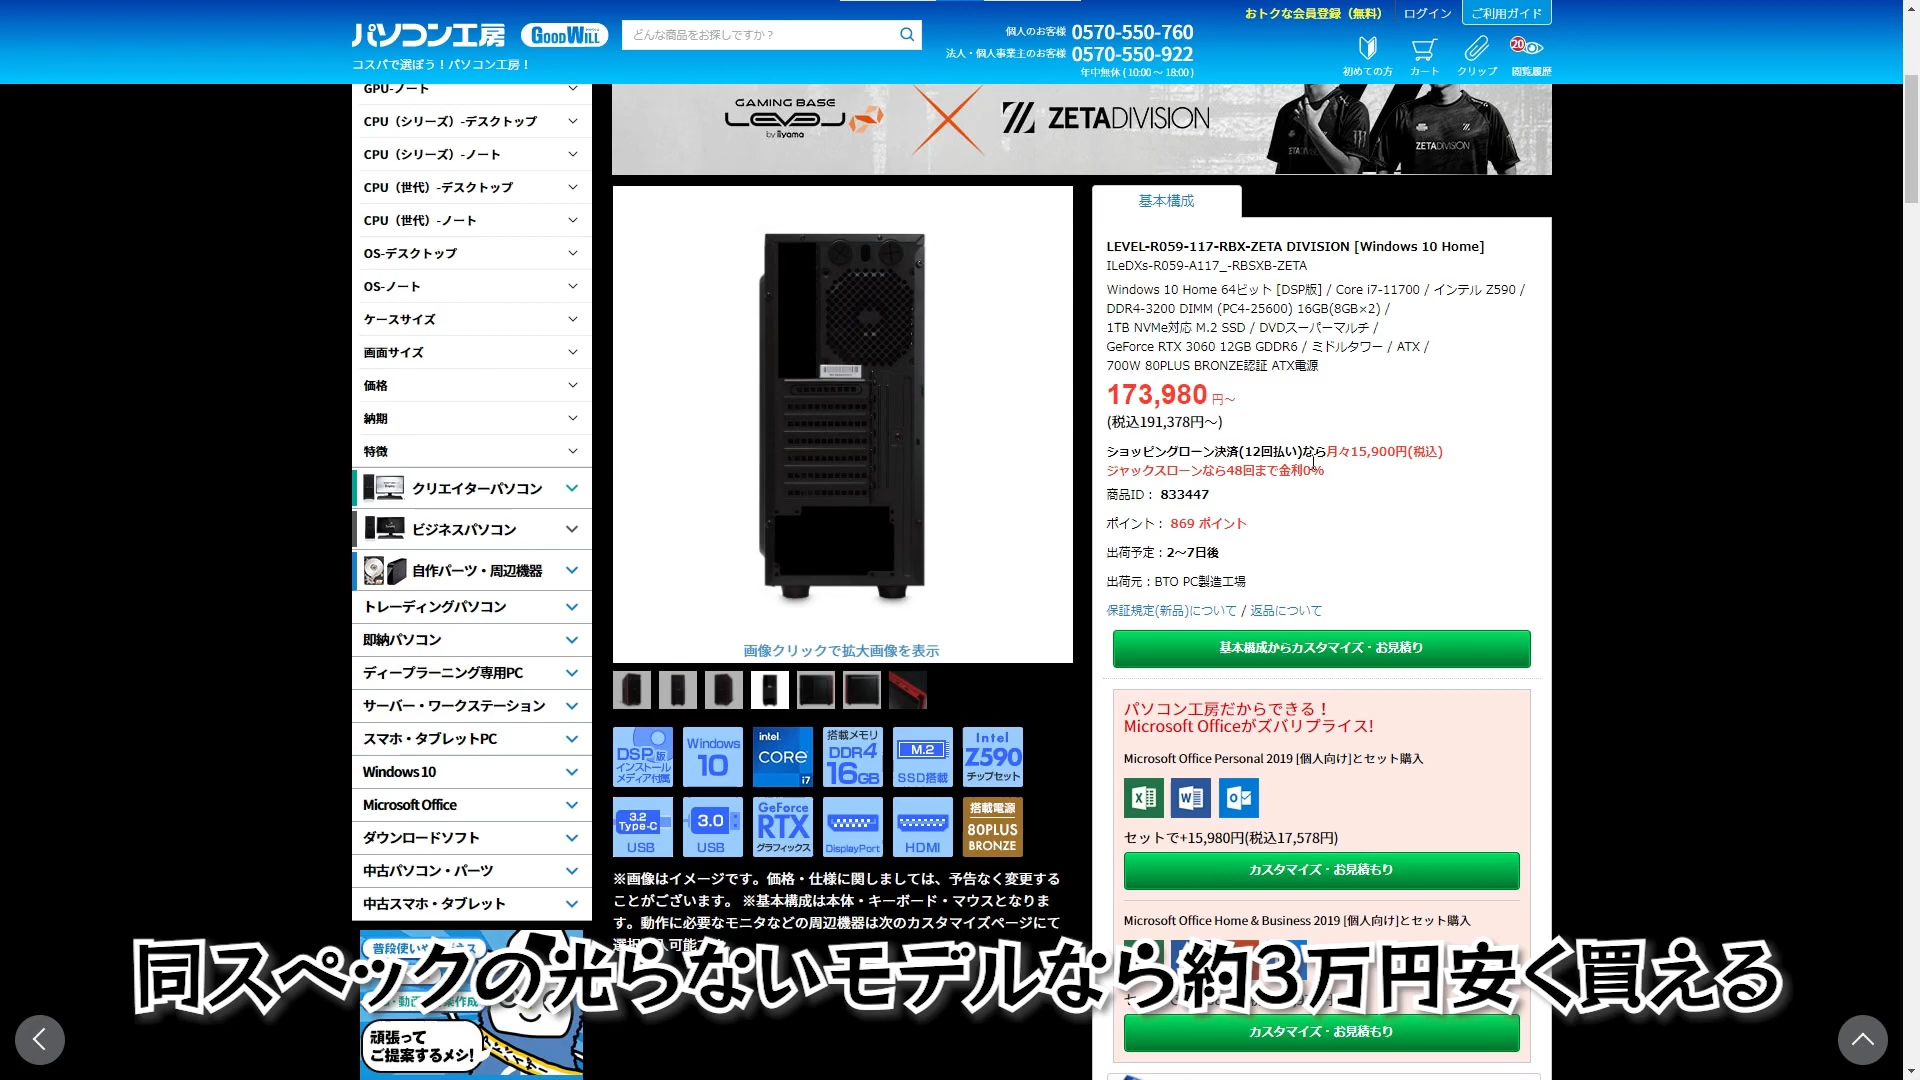 おトクな会員登録（無料）
ログイン
ご利用ガイド
パソコン工房 GOODWILL
コスパで選ぼう！パソコン工房！
どんな商品をお探しですか？
個人のお客様 0570-550-760
法人・個人事業主のお客様 0570-550-922
年中無休 (10:00～18:00)
初めての方
カート
クリップ
20
閲覧履歴
GPU-ノート
CPU（シリーズ）-デスクトップ
CPU（シリーズ）-ノート
CPU（世代）-デスクトップ
CPU（世代）-ノート
OS-デスクトップ
OS-ノート
ケースサイズ
画面サイズ
価格
納期
特徴
クリエイターパソコン
ビジネスパソコン
自作パーツ・周辺機器
トレーディングパソコン
即納パソコン
ディープラーニング専用PC
サーバー・ワークステーション
スマホ・タブレットPC
Windows 10
Microsoft Office
ダウンロードソフト
中古パソコン・パーツ
中古スマホ・タブレット
頑張って
ご提案するメシ!
GAMING BASE
LEVEL∞
by iiyama
ZETADIVISION
ZETADIVISION
画像クリックで拡大画像を表示
DSP版
インストール
メディア付属
Windows
10
intel.
CORE
i7
搭載メモリ
DDR4
16GB
M.2
SSD搭載
Intel
Z590
チップセット
3.2
Type-C
USB
3.0
USB
GeForce
RTX
グラフィックス
DisplayPort
HDMI
搭載電源
80PLUS
BRONZE
※画像はイメージです。価格・仕様に関しましては、予告なく変更する
ことがございます。 ※基本構成は本体・キーボード・マウスとなりま
す。動作に必要なモニタなどの周辺機器は次のカスタマイズページにて
基本構成
LEVEL-R059-117-RBX-ZETA DIVISION [Windows 10 Home]
ILeDXs-R059-A117_-RBSXB-ZETA
Windows 10 Home 64ビット [DSP版] / Core i7-11700 / インテル Z590 /
DDR4-3200 DIMM (PC4-25600) 16GB(8GB×2) /
1TB NVMe対応 M.2 SSD / DVDスーパーマルチ /
GeForce RTX 3060 12GB GDDR6 / ミドルタワー / ATX /
700W 80PLUS BRONZE認証 ATX電源
173,980 円～
(税込191,378円～)
ショッピングローン決済(12回払い)なら月々15,900円(税込)
ジャックスローンなら48回まで金利0%
商品ID： 833447
ポイント： 869 ポイント
出荷予定：2～7日後
出荷元：BTO PC製造工場
保証規定(新品)について / 返品について
基本構成からカスタマイズ・お見積り
パソコン工房だからできる！
Microsoft Officeがズバリプライス!
Microsoft Office Personal 2019 [個人向け]とセット購入
セットで+15,980円(税込17,578円)
カスタマイズ・お見積もり
Microsoft Office Home & Business 2019 [個人向け]とセット購入
カスタマイズ・お見積もり
同スペックの光らないモデルなら約3万円安く買える